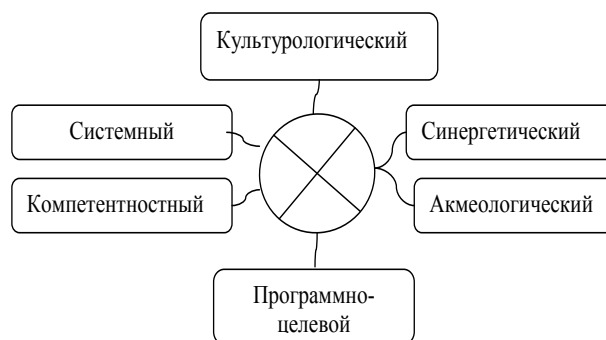 Культурологический
Системный
Синергетический
Компетентностный
Акмеологический
Программно-
целевой